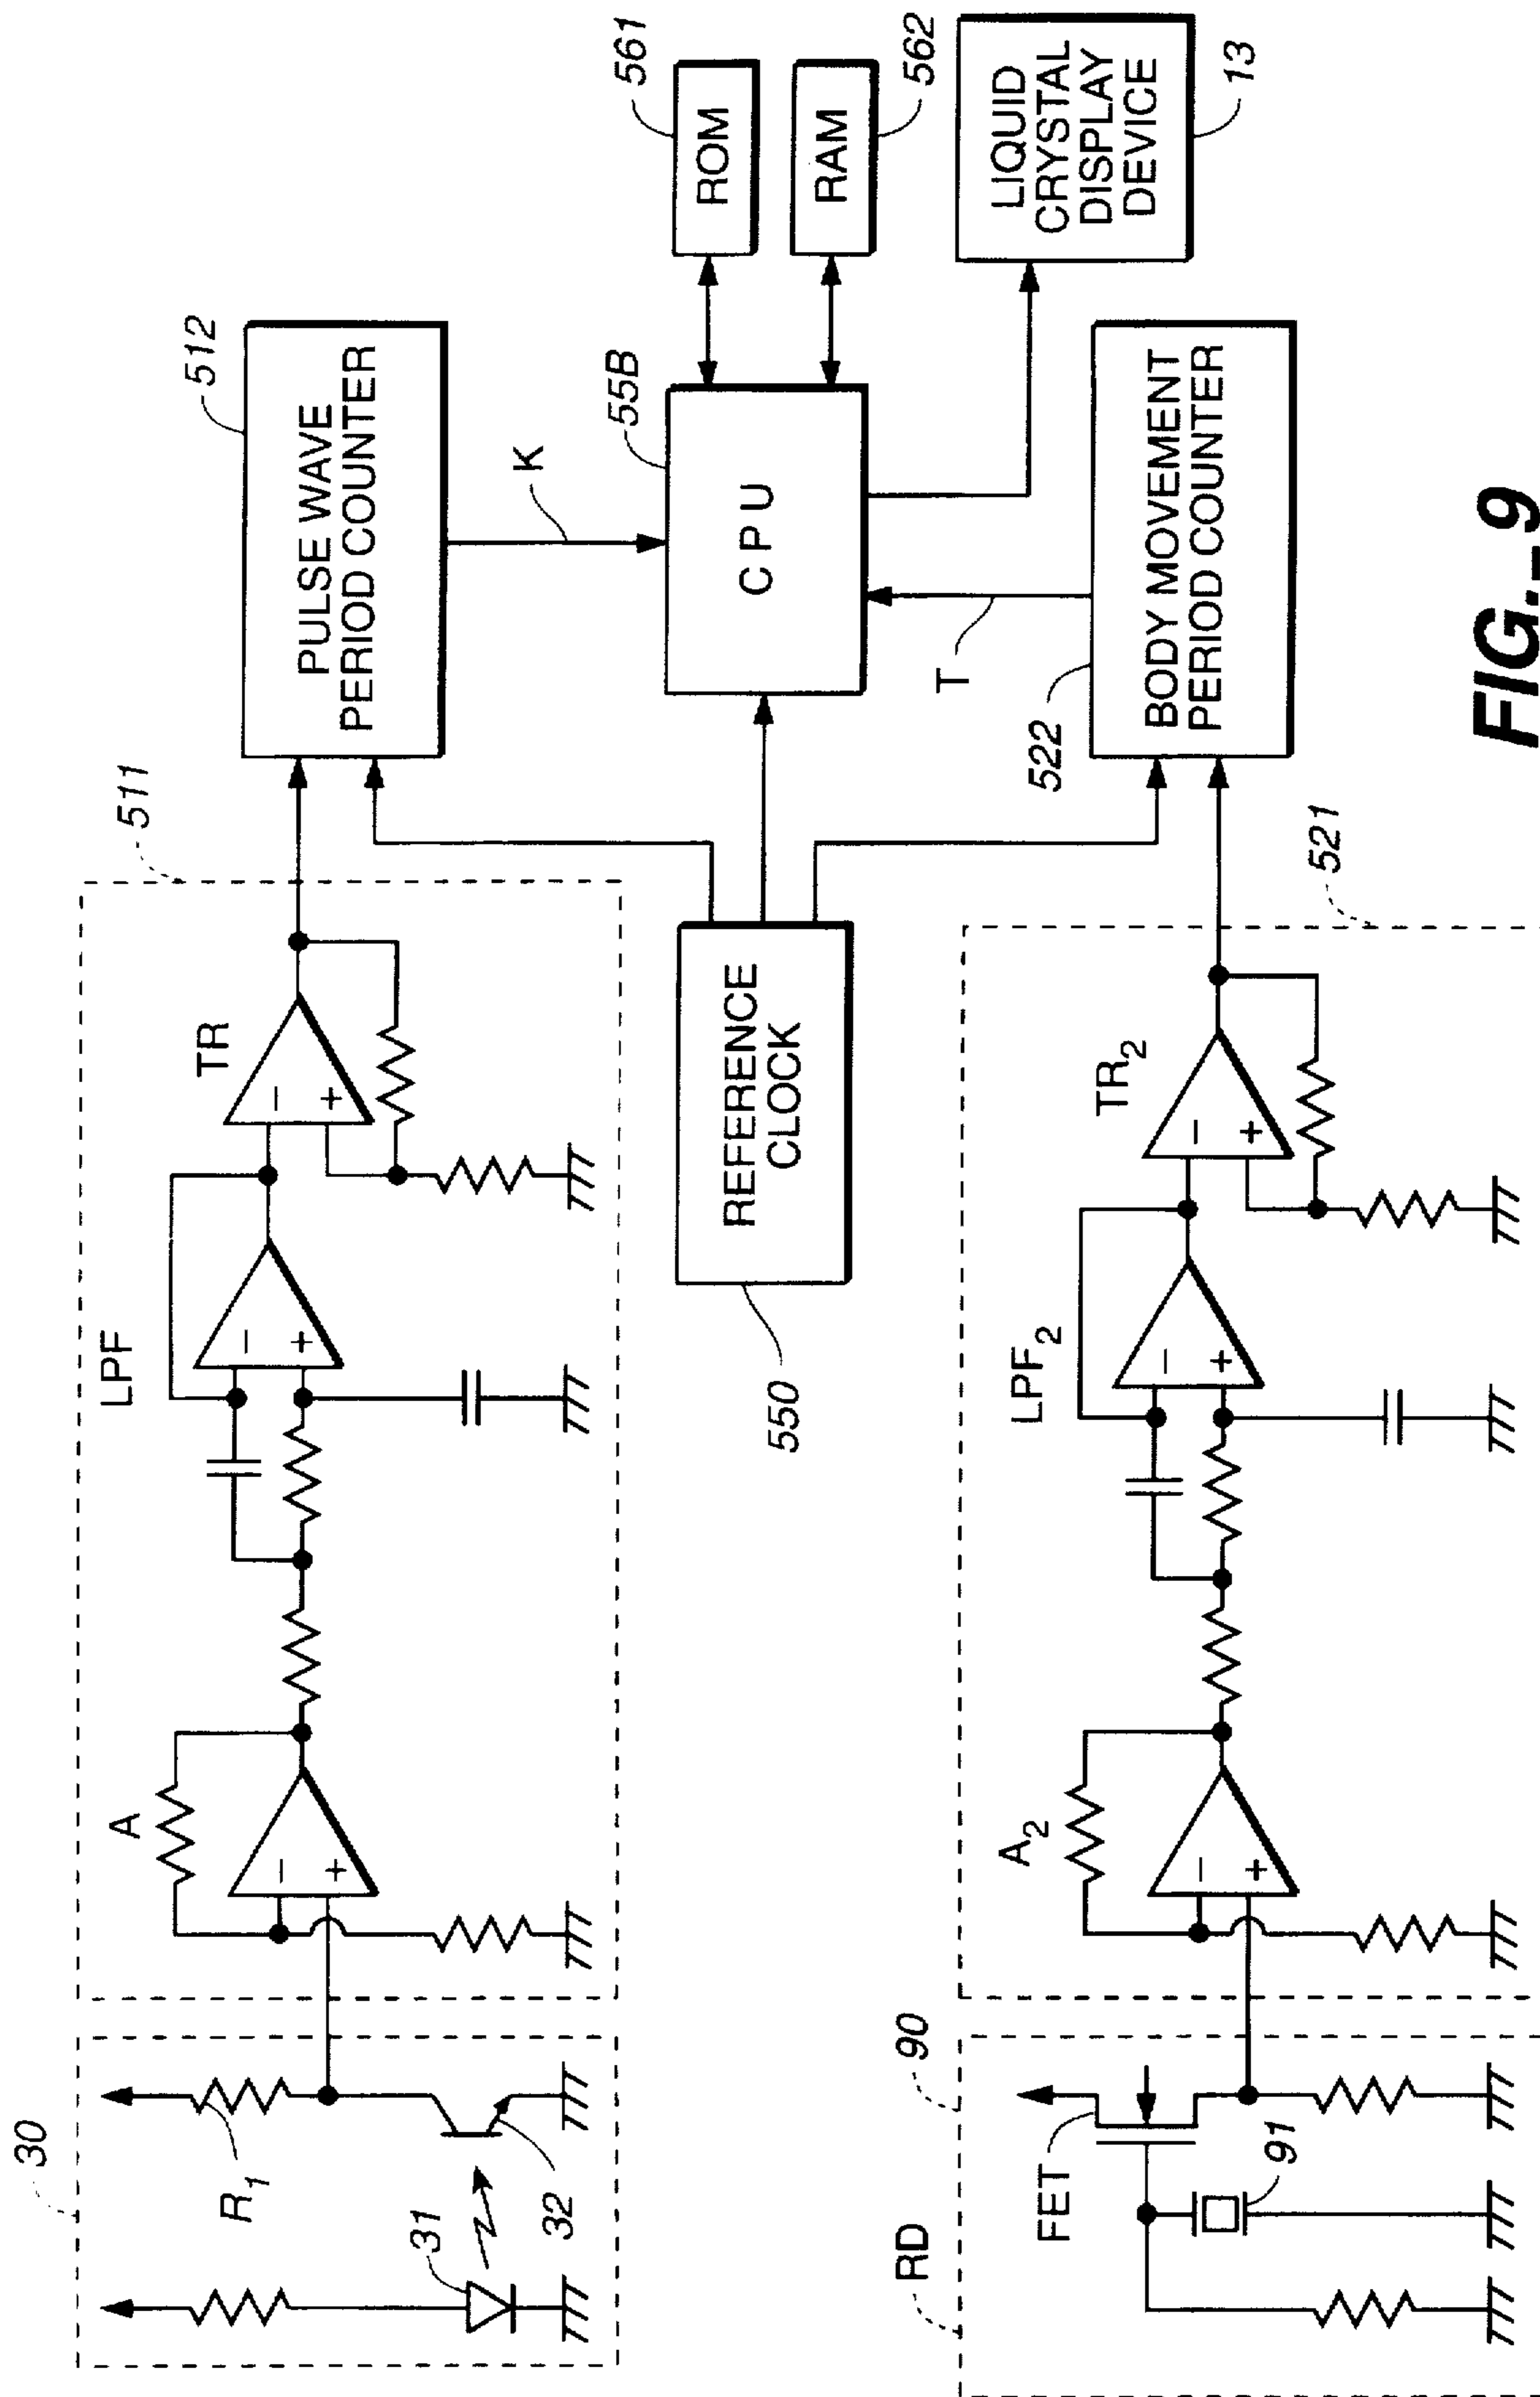 30
R1
31
32
511
A
LPF
TR
−
+
−
+
−
+
512
PULSE WAVE
PERIOD COUNTER
K
55B
CPU
561
ROM
RAM
562
LIQUID
CRYSTAL
DISPLAY
DEVICE
13
REFERENCE
CLOCK
550
T
522
BODY MOVEMENT
PERIOD COUNTER
521
RD
90
FET
91
A2
LPF2
TR2
−
+
−
+
−
+
FIG._9